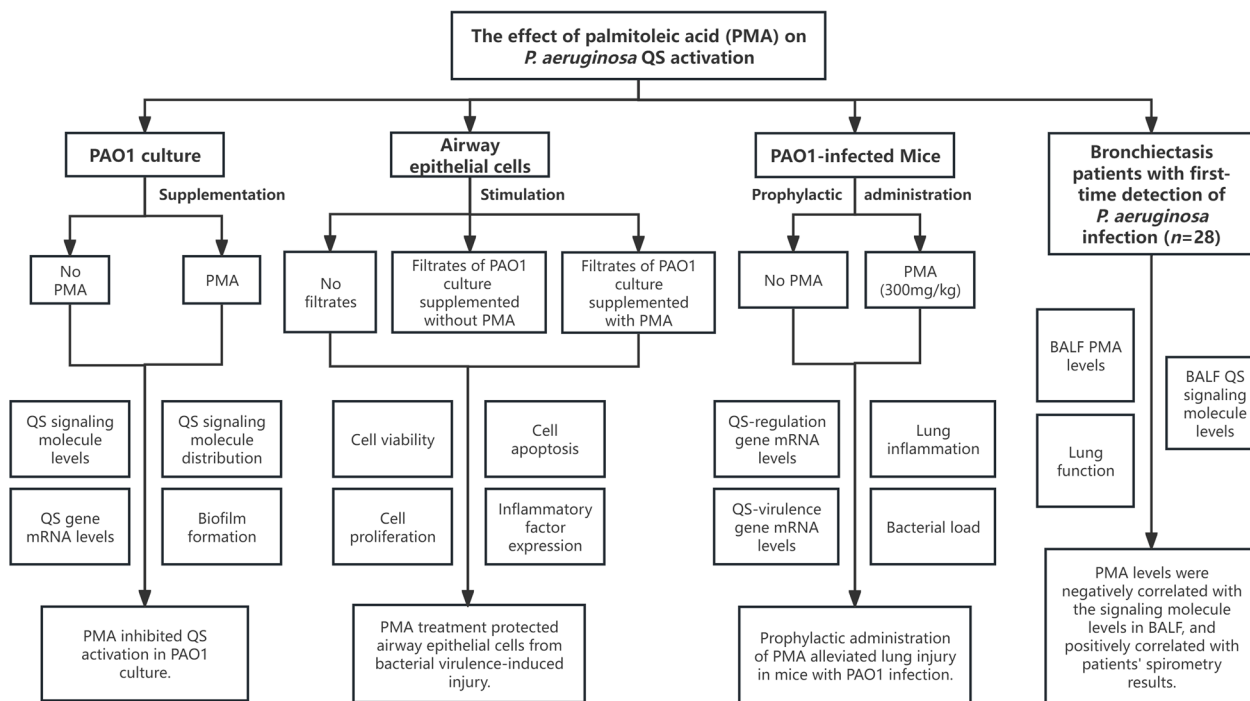 The effect of palmitoleic acid (PMA) on
P. aeruginosa QS activation
PAO1 culture
Supplementation
No
PMA
PMA
QS signaling
molecule
levels
QS signaling
molecule
distribution
QS gene
mRNA levels
Biofilm
formation
PMA inhibited QS
activation in PAO1
culture.
Airway
epithelial cells
Stimulation
No
filtrates
Filtrates of PAO1
culture
supplemented
without PMA
Filtrates of PAO1
culture
supplemented
with PMA
Cell viability
Cell
apoptosis
Cell
proliferation
Inflammatory
factor
expression
PMA treatment protected
airway epithelial cells from
bacterial virulence-induced
injury.
PAO1-infected Mice
Prophylactic administration
No PMA
PMA
(300mg/kg)
QS-regulation
gene mRNA
levels
Lung
inflammation
QS-virulence
gene mRNA
levels
Bacterial load
Prophylactic administration
of PMA alleviated lung injury
in mice with PAO1 infection.
Bronchiectasis
patients with first-
time detection of
P. aeruginosa
infection (n=28)
BALF PMA
levels
BALF QS
signaling
molecule
levels
Lung
function
PMA levels were
negatively correlated with
the signaling molecule
levels in BALF, and
positively correlated with
patients' spirometry
results.